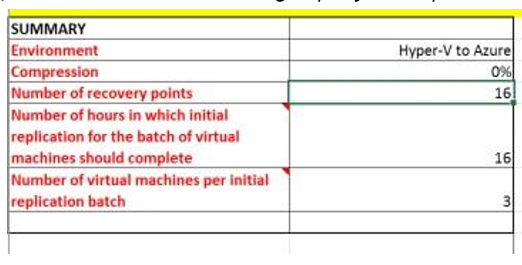 SUMMARY
Environment Hyper-V to Azure
Compression 0%
Number of recovery points 16
Number of hours in which initial
replication for the batch of virtual
machines should complete 16
Number of virtual machines per initial
replication batch 3